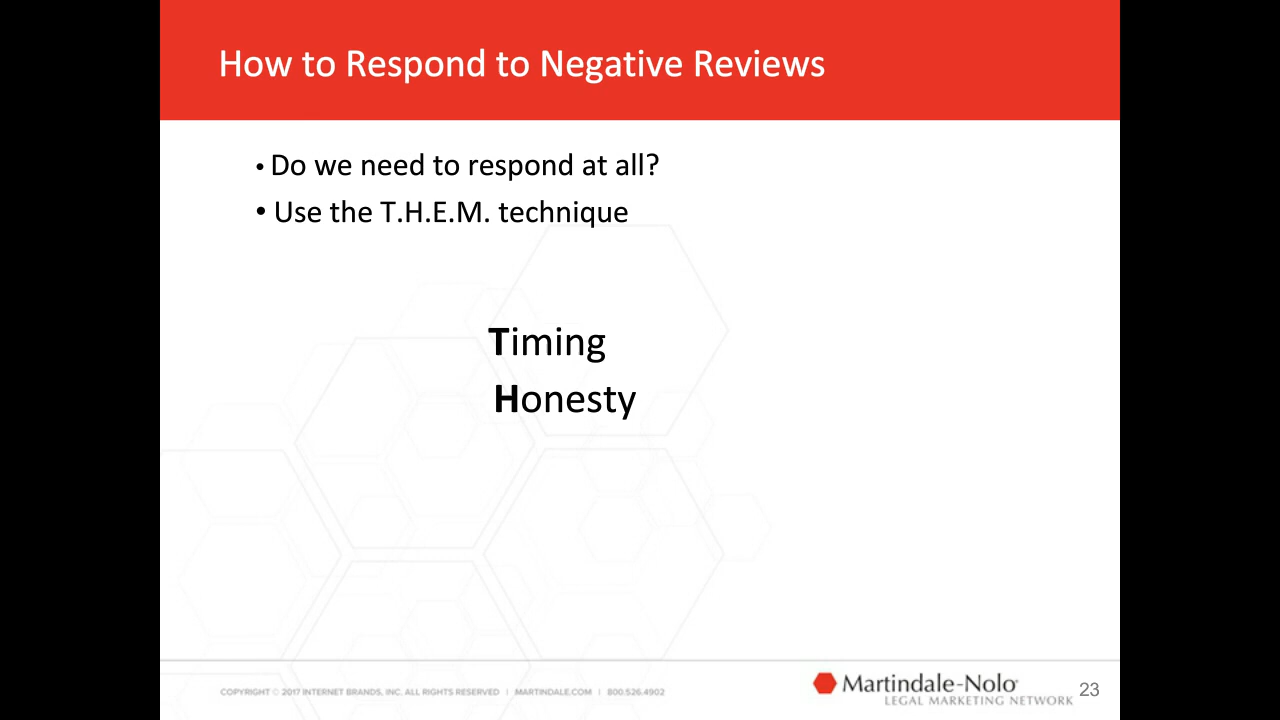 How to Respond to Negative Reviews
• Do we need to respond at all?
• Use the T.H.E.M. technique
Timing
Honesty
COPYRIGHT © 2017 INTERNET BRANDS, INC. ALL RIGHTS RESERVED | MARTINDALE.COM | 800.526.4902
Martindale-Nolo
LEGAL MARKETING NETWORK
23